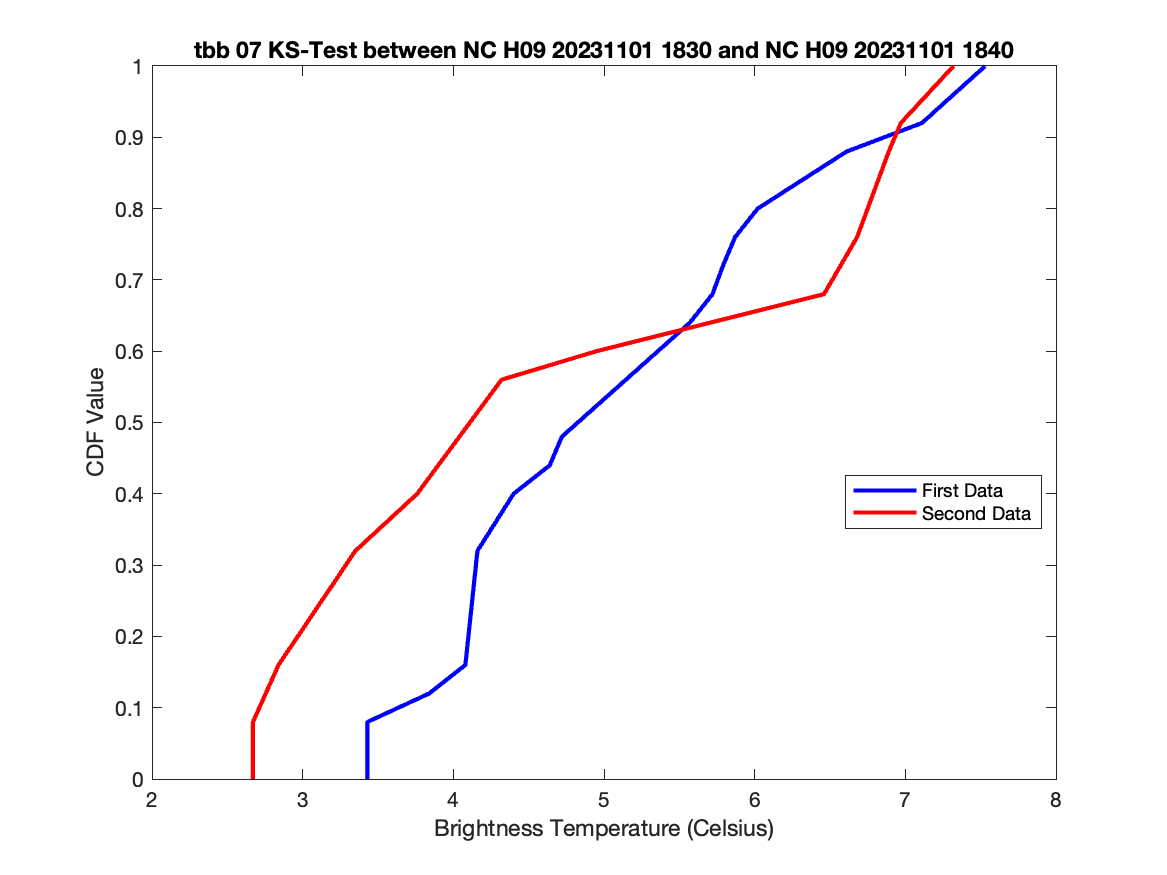 tbb 07 KS-Test between NC H09 20231101 1830 and NC H09 20231101 1840
1
0.9
0.8
0.7
0.6
0.5
0.4
0.3
0.2
0.1
0
CDF Value
First Data
Second Data
2 3 4 5 6 7 8
Brightness Temperature (Celsius)